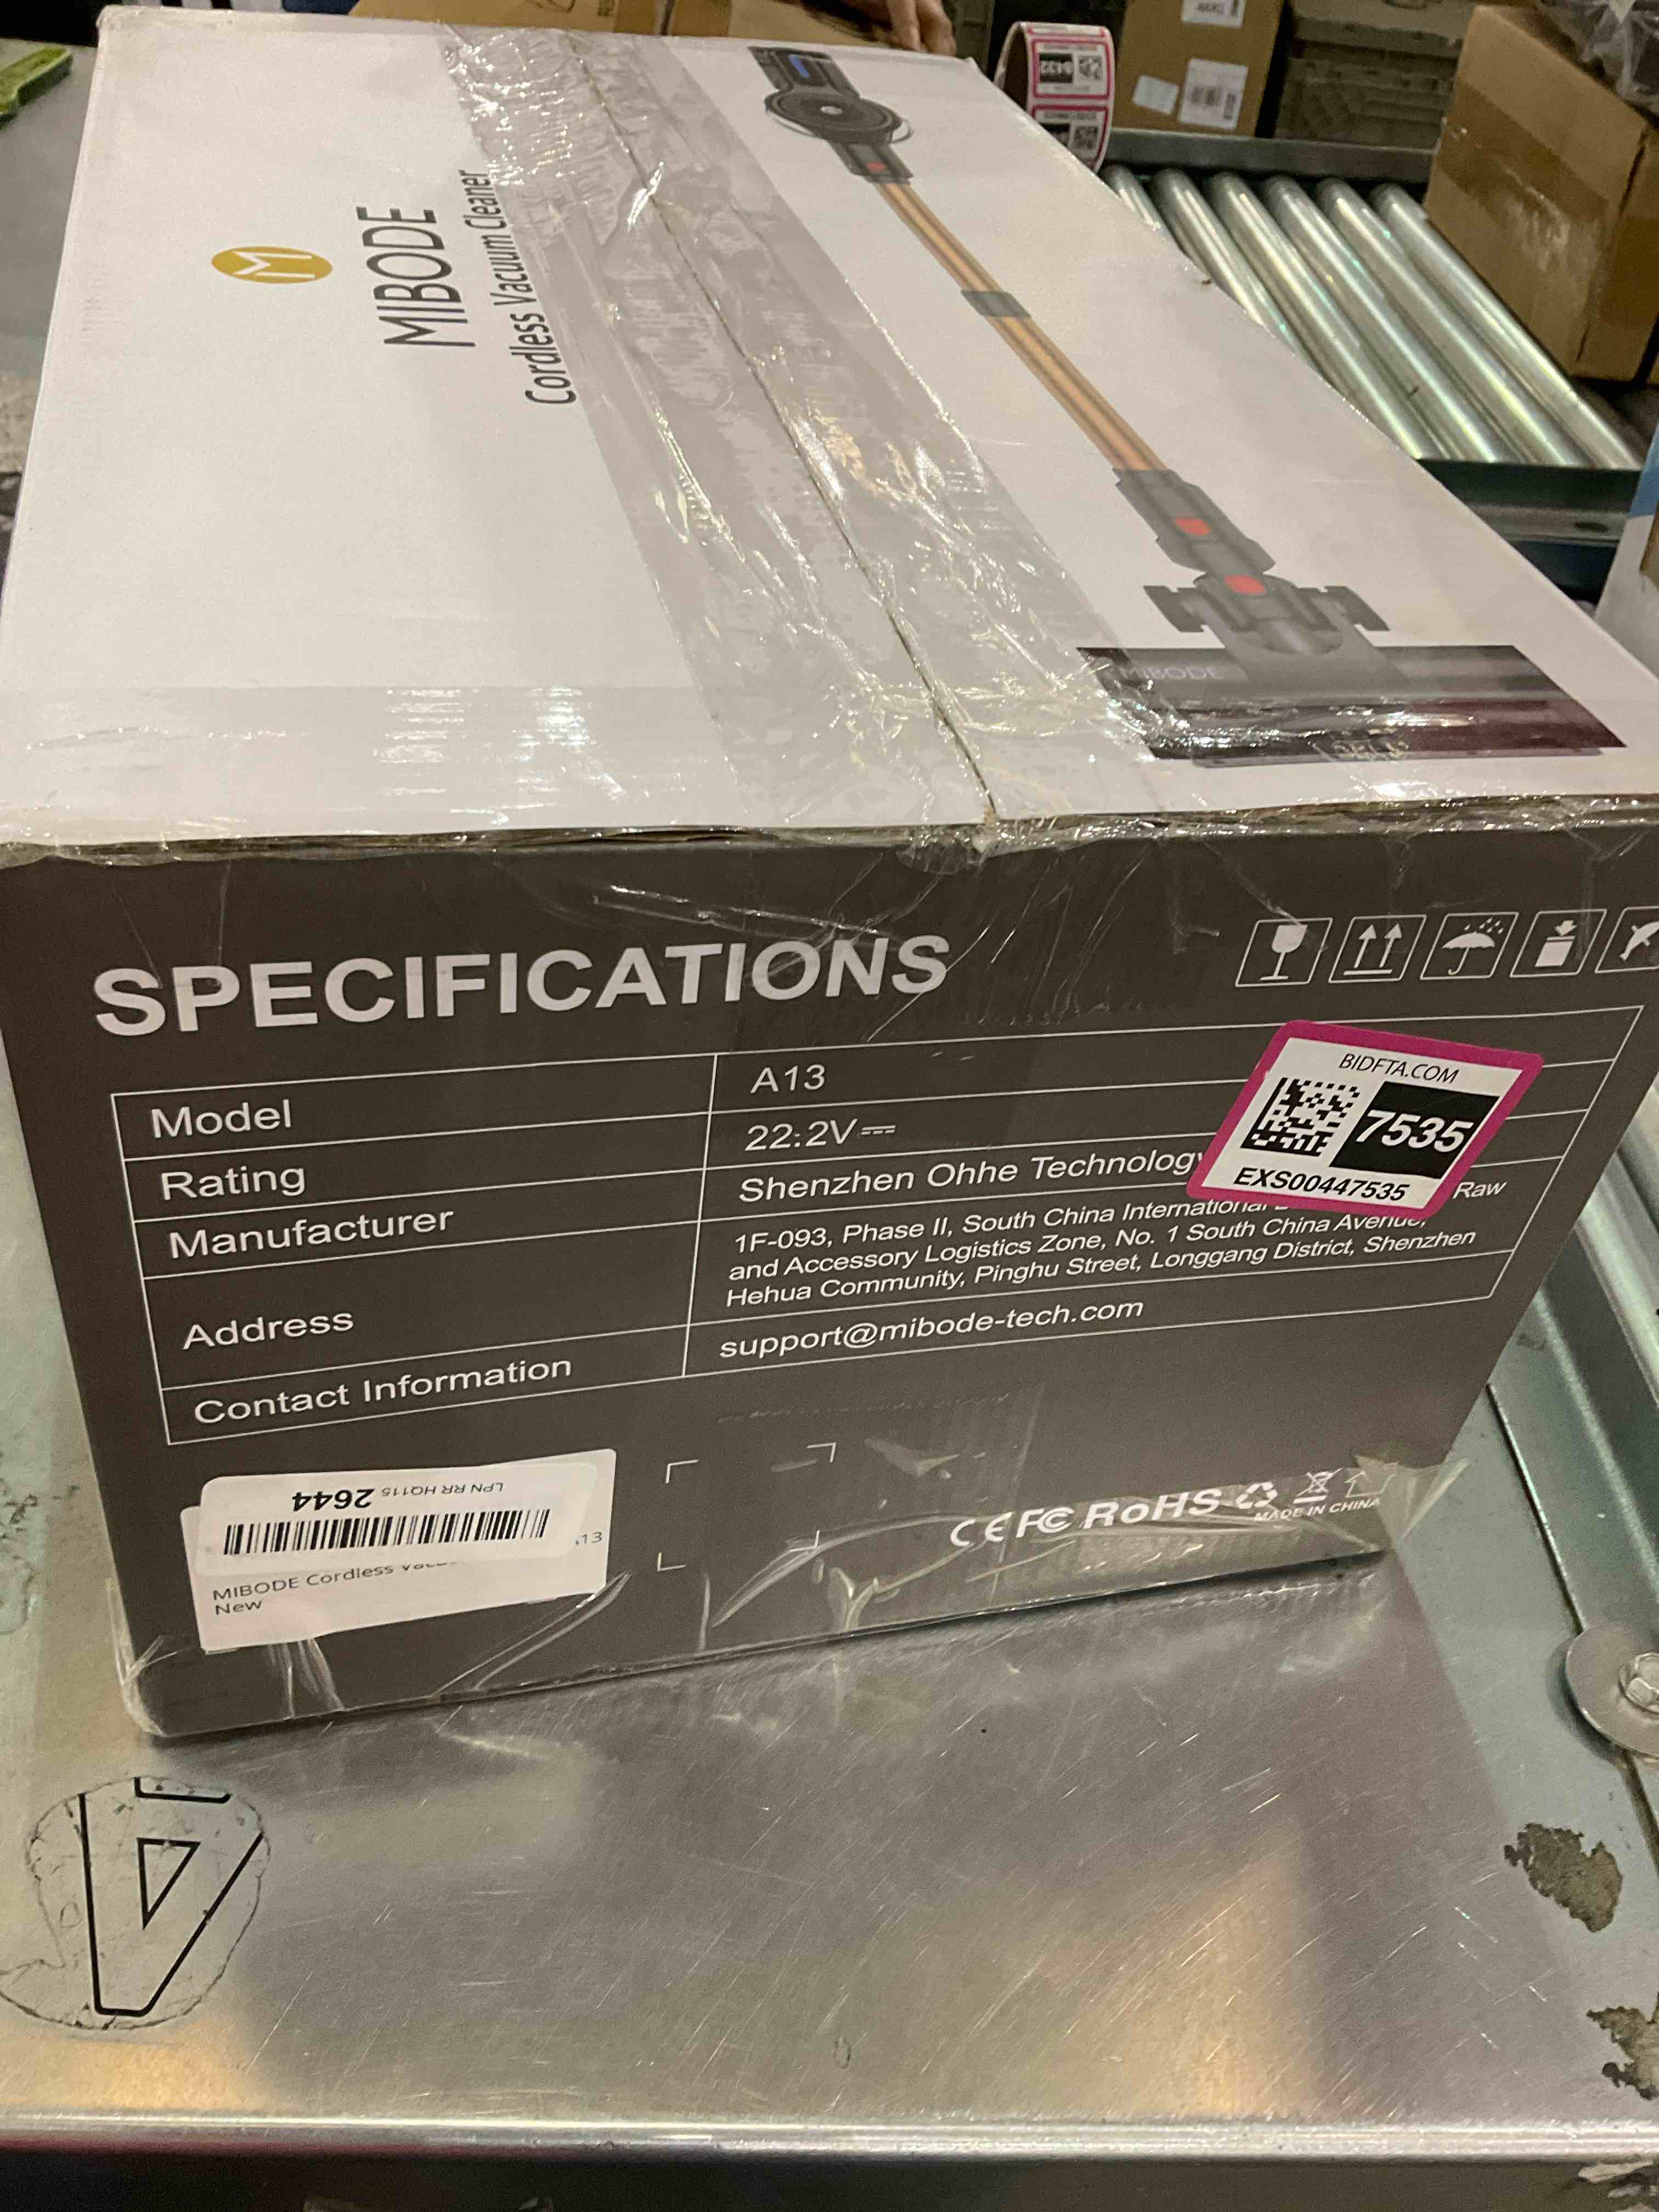 M
MIBODE
Cordless Vacuum Cleaner
SPECIFICATIONS
Model
A13
Rating
22.2V
Manufacturer
Shenzhen Ohhe Technology
Address
1F-093, Phase II, South China International Raw
and Accessory Logistics Zone, No. 1 South China Avenue,
Hehua Community, Pinghu Street, Longgang District, Shenzhen
Contact Information
support@mibode-tech.com
BIDFTA.COM
7535
EXS00447535
LPN RR HQ115 2644
A13
MIBODE Cordless
New
CE FC RoHS
MADE IN CHINA
8432